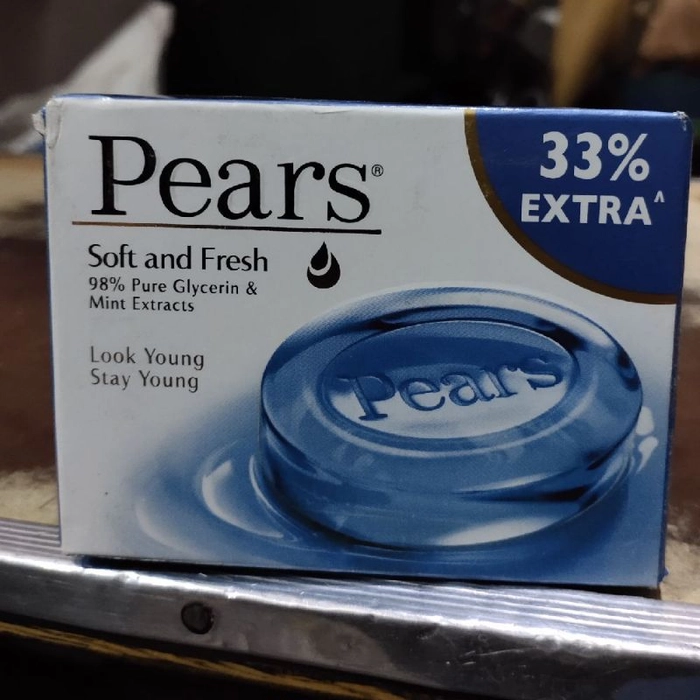 Pears®
Soft and Fresh
98% Pure Glycerin &
Mint Extracts
Look Young
Stay Young
33%
EXTRA^
Pears